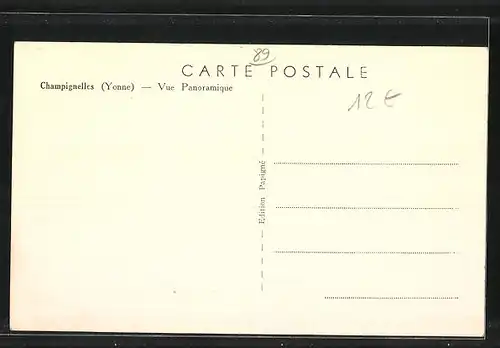 89
CARTE POSTALE
Champignelles (Yonne) — Vue Panoramique
12 €
Edition Papigné